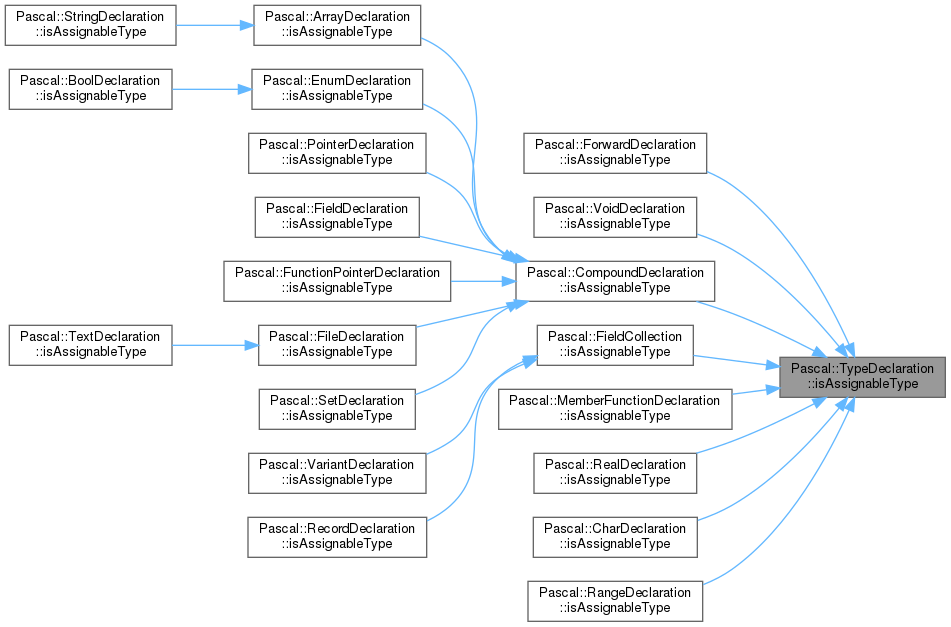 Pascal::StringDeclaration
::isAssignableType
Pascal::ArrayDeclaration
::isAssignableType
Pascal::BoolDeclaration
::isAssignableType
Pascal::EnumDeclaration
::isAssignableType
Pascal::PointerDeclaration
::isAssignableType
Pascal::ForwardDeclaration
::isAssignableType
Pascal::FieldDeclaration
::isAssignableType
Pascal::VoidDeclaration
::isAssignableType
Pascal::FunctionPointerDeclaration
::isAssignableType
Pascal::CompoundDeclaration
::isAssignableType
Pascal::TextDeclaration
::isAssignableType
Pascal::FileDeclaration
::isAssignableType
Pascal::FieldCollection
::isAssignableType
Pascal::TypeDeclaration
::isAssignableType
Pascal::SetDeclaration
::isAssignableType
Pascal::MemberFunctionDeclaration
::isAssignableType
Pascal::VariantDeclaration
::isAssignableType
Pascal::RealDeclaration
::isAssignableType
Pascal::RecordDeclaration
::isAssignableType
Pascal::CharDeclaration
::isAssignableType
Pascal::RangeDeclaration
::isAssignableType